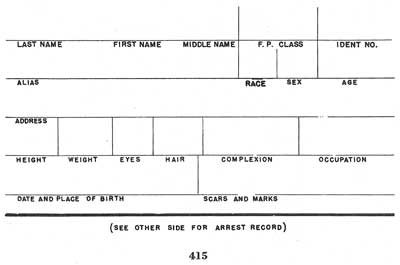 LAST NAME FIRST NAME MIDDLE NAME F. P. CLASS IDENT NO.
ALIAS RACE SEX AGE
ADDRESS
HEIGHT WEIGHT EYES HAIR COMPLEXION OCCUPATION
DATE AND PLACE OF BIRTH SCARS AND MARKS
(SEE OTHER SIDE FOR ARREST RECORD)
415